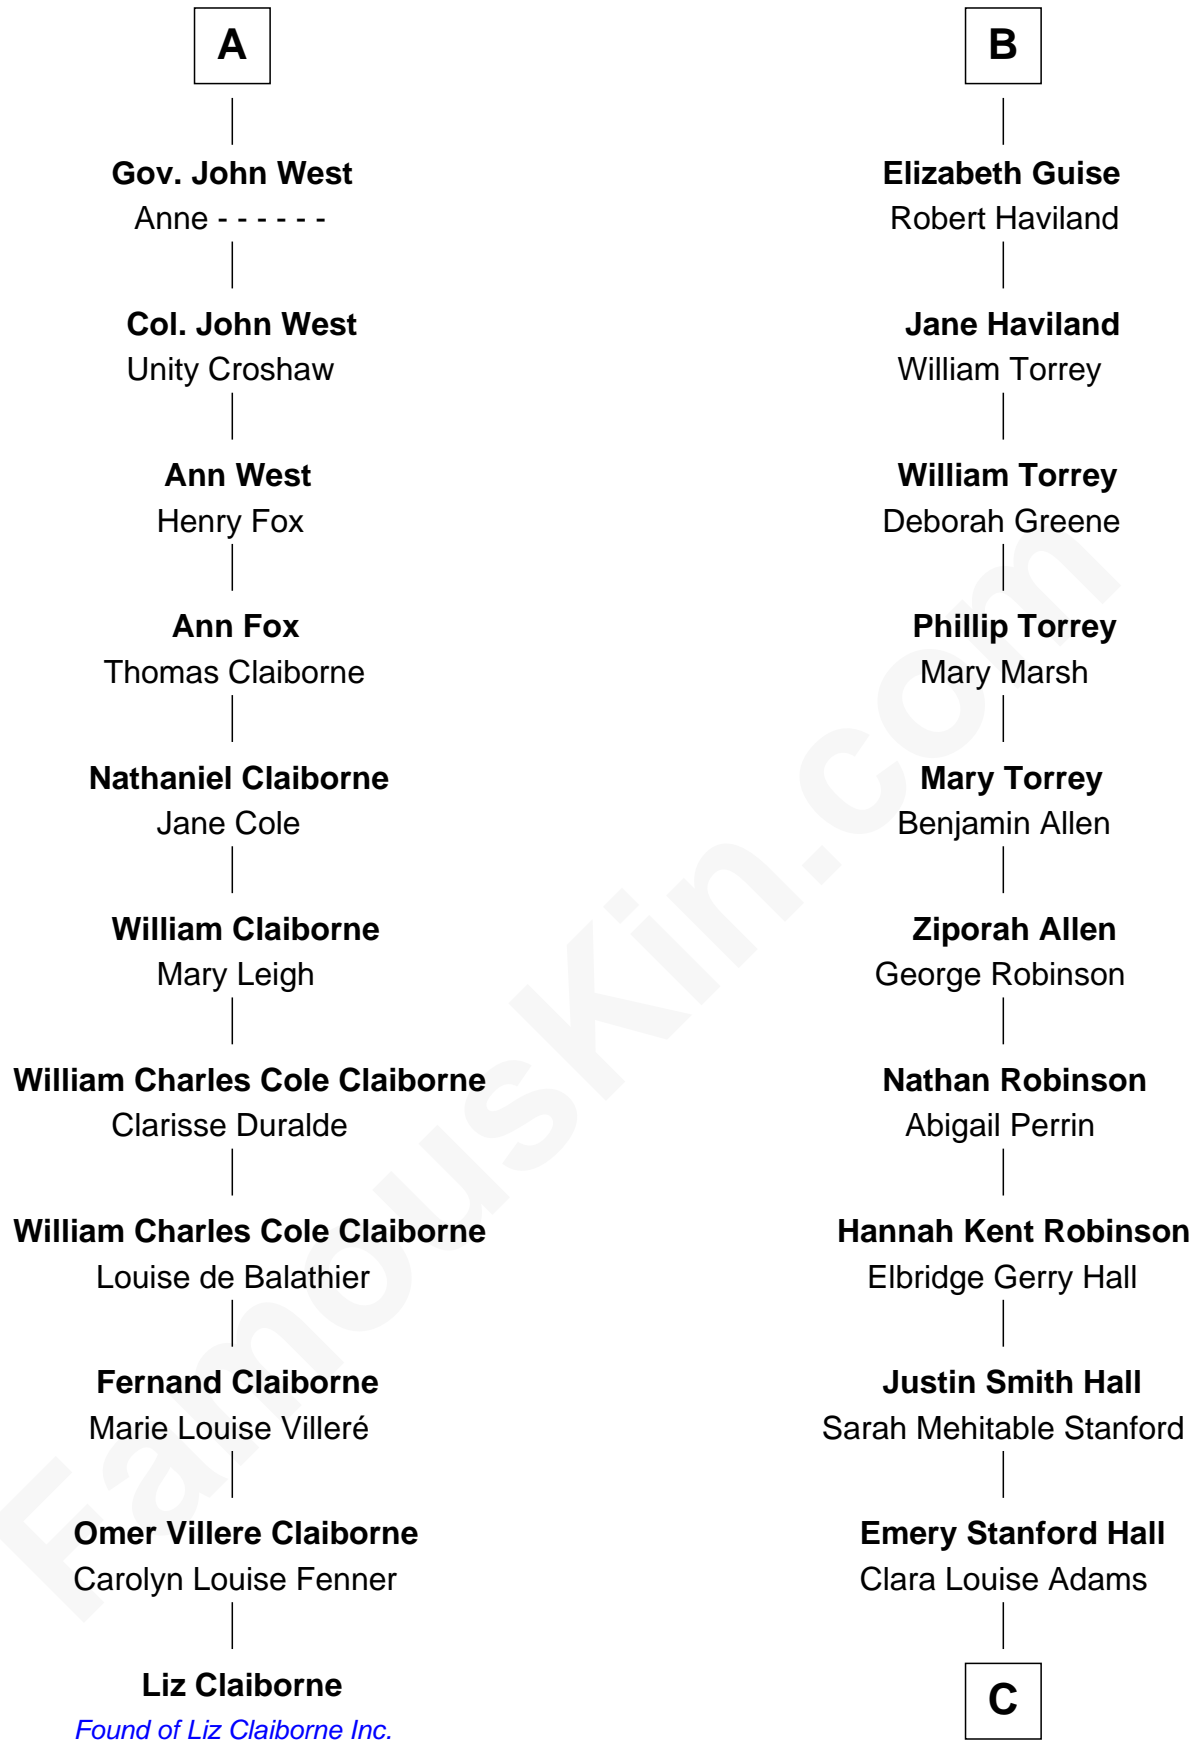 A
Gov. John West
Anne - - - - - -
Col. John West
Unity Croshaw
Ann West
Henry Fox
Ann Fox
Thomas Claiborne
Nathaniel Claiborne
Jane Cole
William Claiborne
Mary Leigh
William Charles Cole Claiborne
Clarisse Duralde
William Charles Cole Claiborne
Louise de Balathier
Fernand Claiborne
Marie Louise Villeré
Omer Villere Claiborne
Carolyn Louise Fenner
Liz Claiborne
Found of Liz Claiborne Inc.
B
Elizabeth Guise
Robert Haviland
Jane Haviland
William Torrey
William Torrey
Deborah Greene
Phillip Torrey
Mary Marsh
Mary Torrey
Benjamin Allen
Ziporah Allen
George Robinson
Nathan Robinson
Abigail Perrin
Hannah Kent Robinson
Elbridge Gerry Hall
Justin Smith Hall
Sarah Mehitable Stanford
Emery Stanford Hall
Clara Louise Adams
C
FamousKin.com